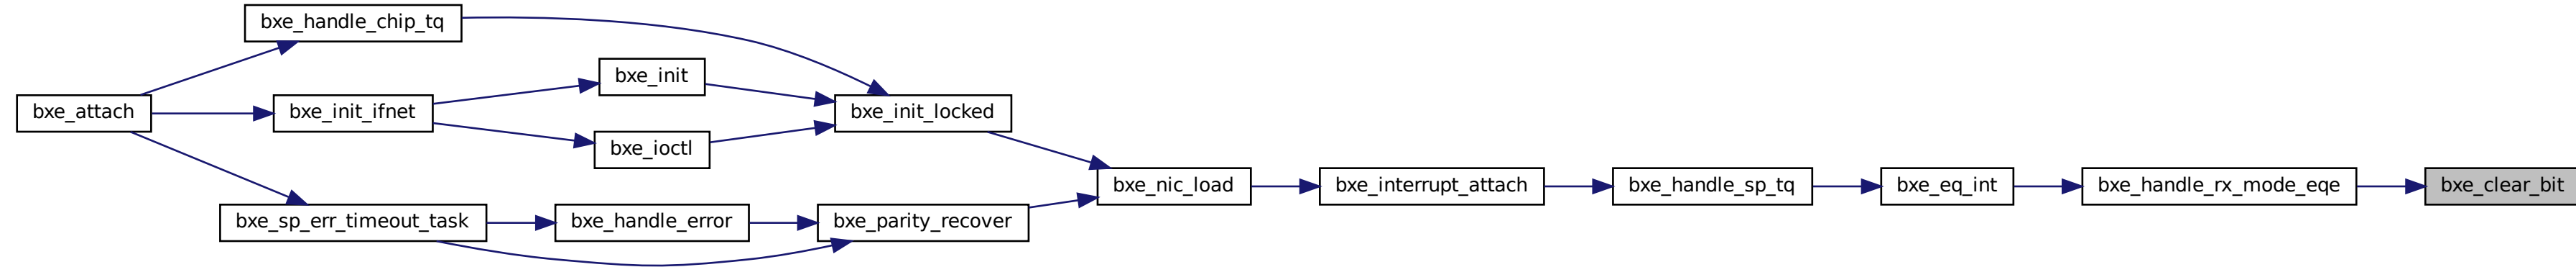 bxe_handle_chip_tq
bxe_init
bxe_attach
bxe_init_ifnet
bxe_init_locked
bxe_ioctl
bxe_nic_load
bxe_interrupt_attach
bxe_handle_sp_tq
bxe_eq_int
bxe_handle_rx_mode_eqe
bxe_clear_bit
bxe_sp_err_timeout_task
bxe_handle_error
bxe_parity_recover